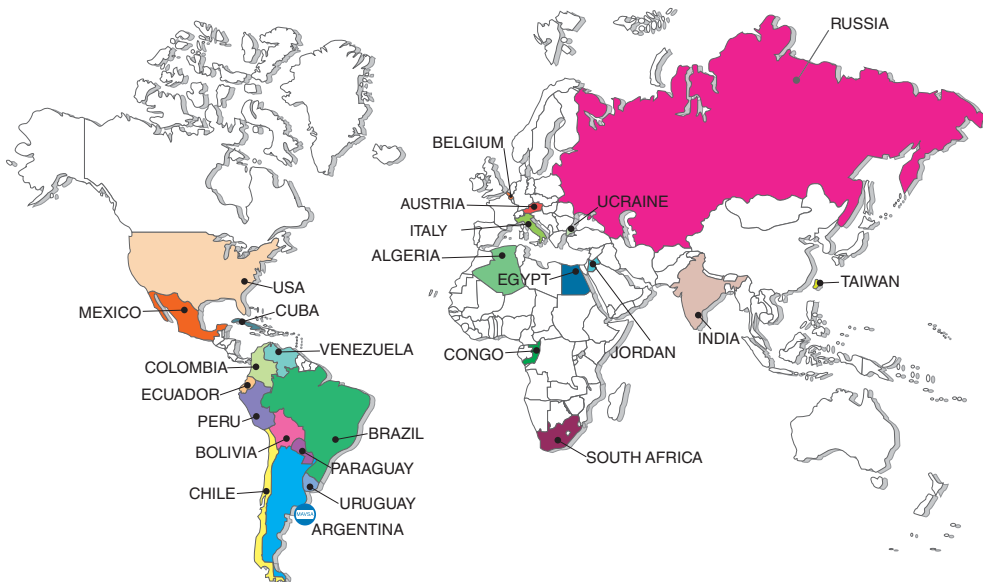 RUSSIA
BELGIUM
AUSTRIA
UCRAINE
ITALY
ALGERIA
EGYPT
TAIWAN
USA
MEXICO
CUBA
INDIA
JORDAN
CONGO
VENEZUELA
COLOMBIA
ECUADOR
PERU
BRAZIL
BOLIVIA
PARAGUAY
SOUTH AFRICA
CHILE
URUGUAY
MAVSA
ARGENTINA